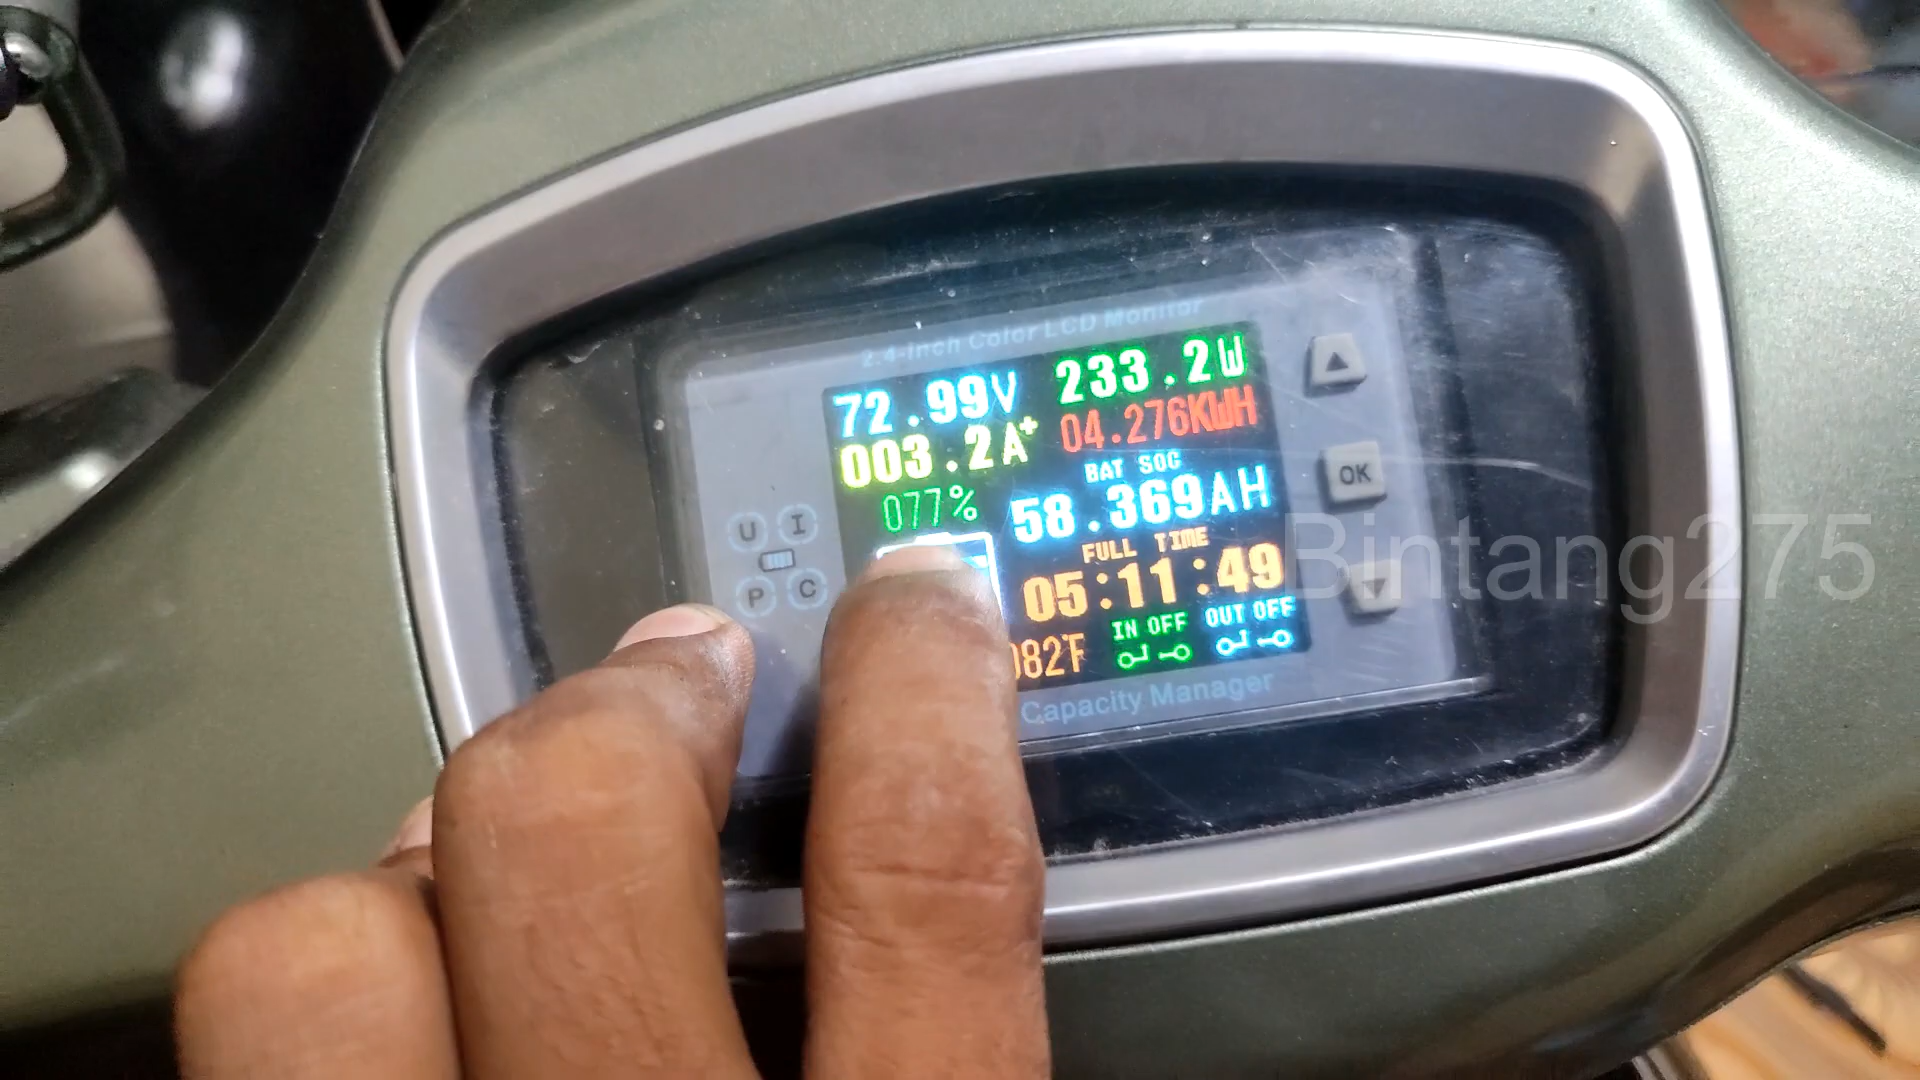 2.4-inch Color LCD Monitor
72.99V 233.2W
003.2A+ 04.276KWH
BAT SOC
077% 58.369AH
FULL TIME
05:11:49
82°F IN OFF OUT OFF
Capacity Manager
U I
P C
OK
Bintang275